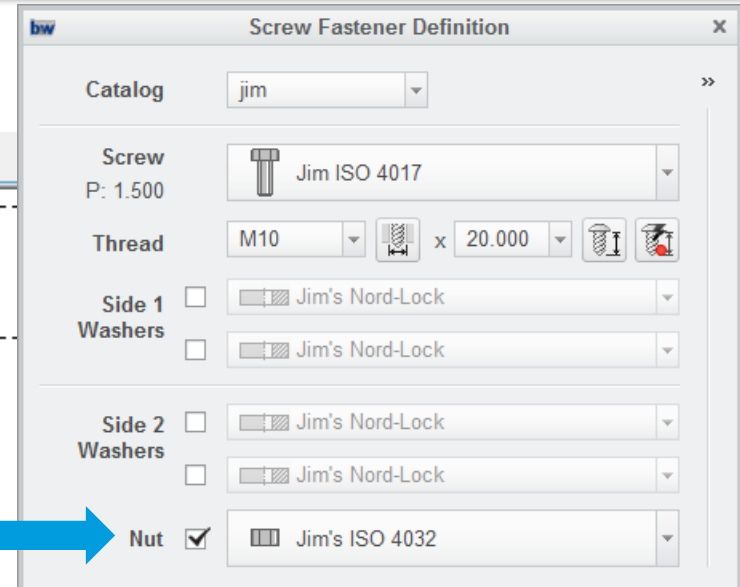 bw Screw Fastener Definition x
Catalog jim »
Screw Jim ISO 4017
P: 1.500
Thread M10 x 20.000
Side 1 Jim's Nord-Lock
Washers
Jim's Nord-Lock
Side 2 Jim's Nord-Lock
Washers
Jim's Nord-Lock
Nut Jim's ISO 4032